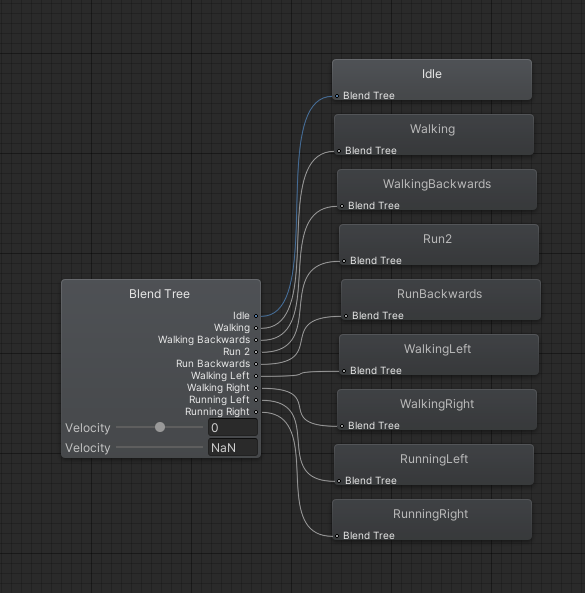 Idle
Blend Tree
Walking
Blend Tree
WalkingBackwards
Blend Tree
Run2
Blend Tree
RunBackwards
Blend Tree
WalkingLeft
Blend Tree
WalkingRight
Blend Tree
RunningLeft
Blend Tree
RunningRight
Blend Tree
Blend Tree
Idle
Walking
Walking Backwards
Run 2
Run Backwards
Walking Left
Walking Right
Running Left
Running Right
Velocity 0
Velocity NaN